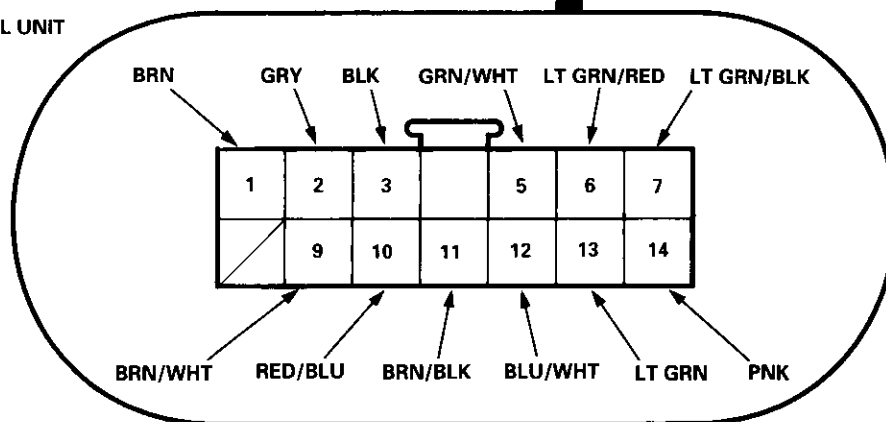 L UNIT
BRN GRY BLK GRN/WHT LT GRN/RED LT GRN/BLK
1 2 3 5 6 7
9 10 11 12 13 14
BRN/WHT RED/BLU BRN/BLK BLU/WHT LT GRN PNK